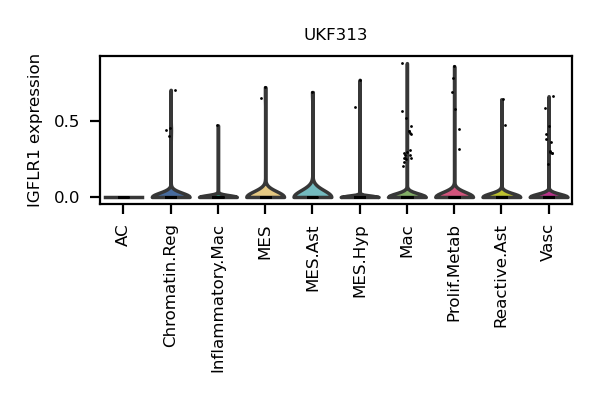 UKF313
IGFLR1 expression
0.5
0.0
AC
Chromatin.Reg
Inflammatory.Mac
MES
MES.Ast
MES.Hyp
Mac
Prolif.Metab
Reactive.Ast
Vasc